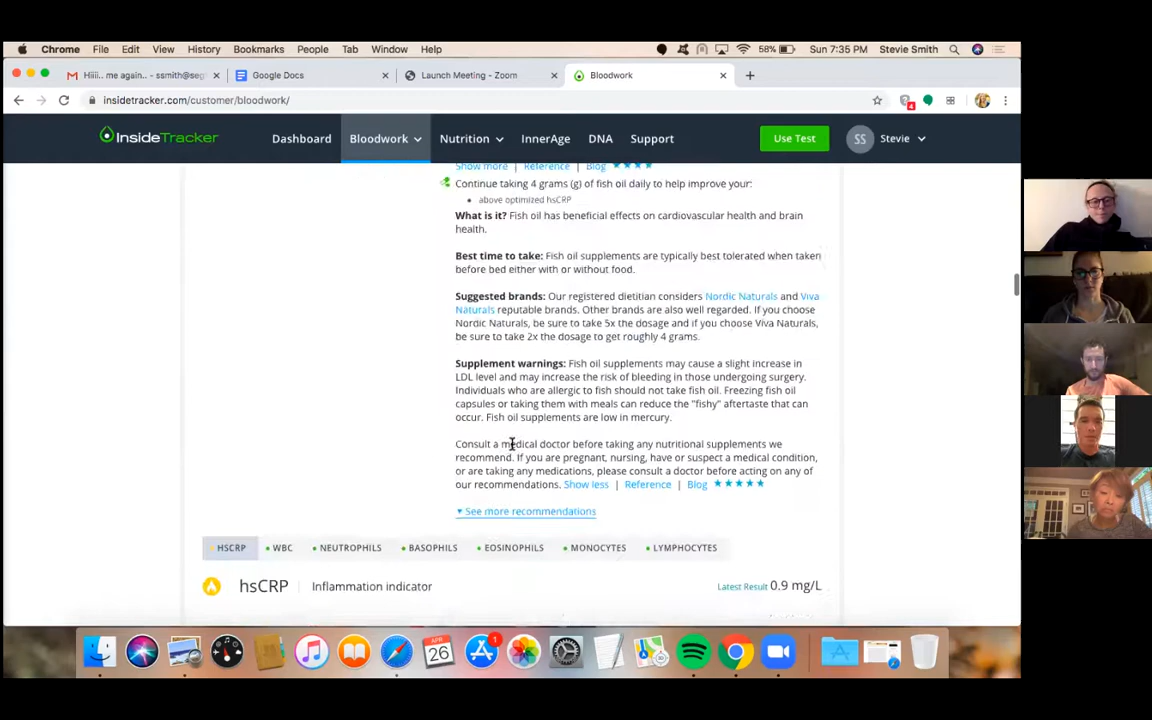 Chrome File Edit View History Bookmarks People Tab Window Help 58% Sun 7:35 PM Stevie Smith
Hiiii.. me again.. - ssmith@seg Google Docs Launch Meeting - Zoom Bloodwork
insidetracker.com/customer/bloodwork/ 4
InsideTracker Dashboard Bloodwork Nutrition InnerAge DNA Support Use Test SS Stevie
Show more | Reference | Blog
Continue taking 4 grams (g) of fish oil daily to help improve your:
• above optimized hsCRP
What is it? Fish oil has beneficial effects on cardiovascular health and brain
health.
Best time to take: Fish oil supplements are typically best tolerated when taken
before bed either with or without food.
Suggested brands: Our registered dietitian considers Nordic Naturals and Viva
Naturals reputable brands. Other brands are also well regarded. If you choose
Nordic Naturals, be sure to take 5x the dosage and if you choose Viva Naturals,
be sure to take 2x the dosage to get roughly 4 grams.
Supplement warnings: Fish oil supplements may cause a slight increase in
LDL level and may increase the risk of bleeding in those undergoing surgery.
Individuals who are allergic to fish should not take fish oil. Freezing fish oil
capsules or taking them with meals can reduce the "fishy" aftertaste that can
occur. Fish oil supplements are low in mercury.
Consult a medical doctor before taking any nutritional supplements we
recommend. If you are pregnant, nursing, have or suspect a medical condition,
or are taking any medications, please consult a doctor before acting on any of
our recommendations. Show less | Reference | Blog
See more recommendations
HSCRP WBC NEUTROPHILS BASOPHILS EOSINOPHILS MONOCYTES LYMPHOCYTES
hsCRP Inflammation indicator Latest Result 0.9 mg/L
APR
26
1